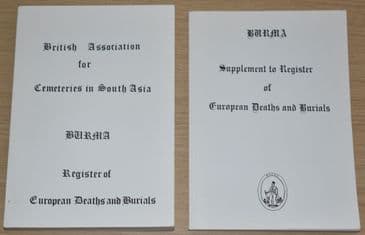 British Association
for
Cemeteries in South Asia
BURMA
Register of
European Deaths and Burials
BURMA
Supplement to Register
of
European Deaths and Burials